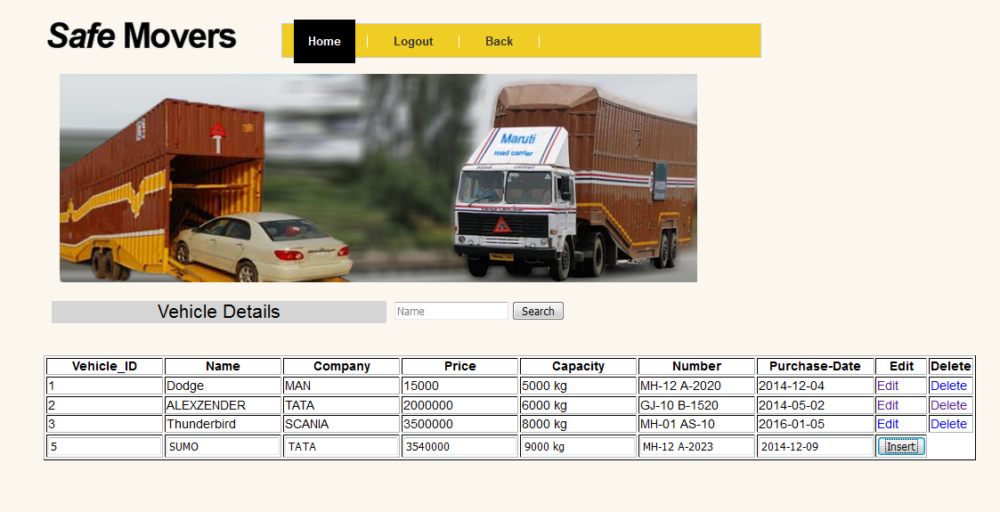 Safe Movers
Home Logout Back
Maruti
road carrier
Vehicle Details Name Search
Vehicle_ID Name Company Price Capacity Number Purchase-Date Edit Delete
1 Dodge MAN 15000 5000 kg MH-12 A-2020 2014-12-04 Edit Delete
2 ALEXZENDER TATA 2000000 6000 kg GJ-10 B-1520 2014-05-02 Edit Delete
3 Thunderbird SCANIA 3500000 8000 kg MH-01 AS-10 2016-01-05 Edit Delete
5 SUMO TATA 3540000 9000 kg MH-12 A-2023 2014-12-09 Insert